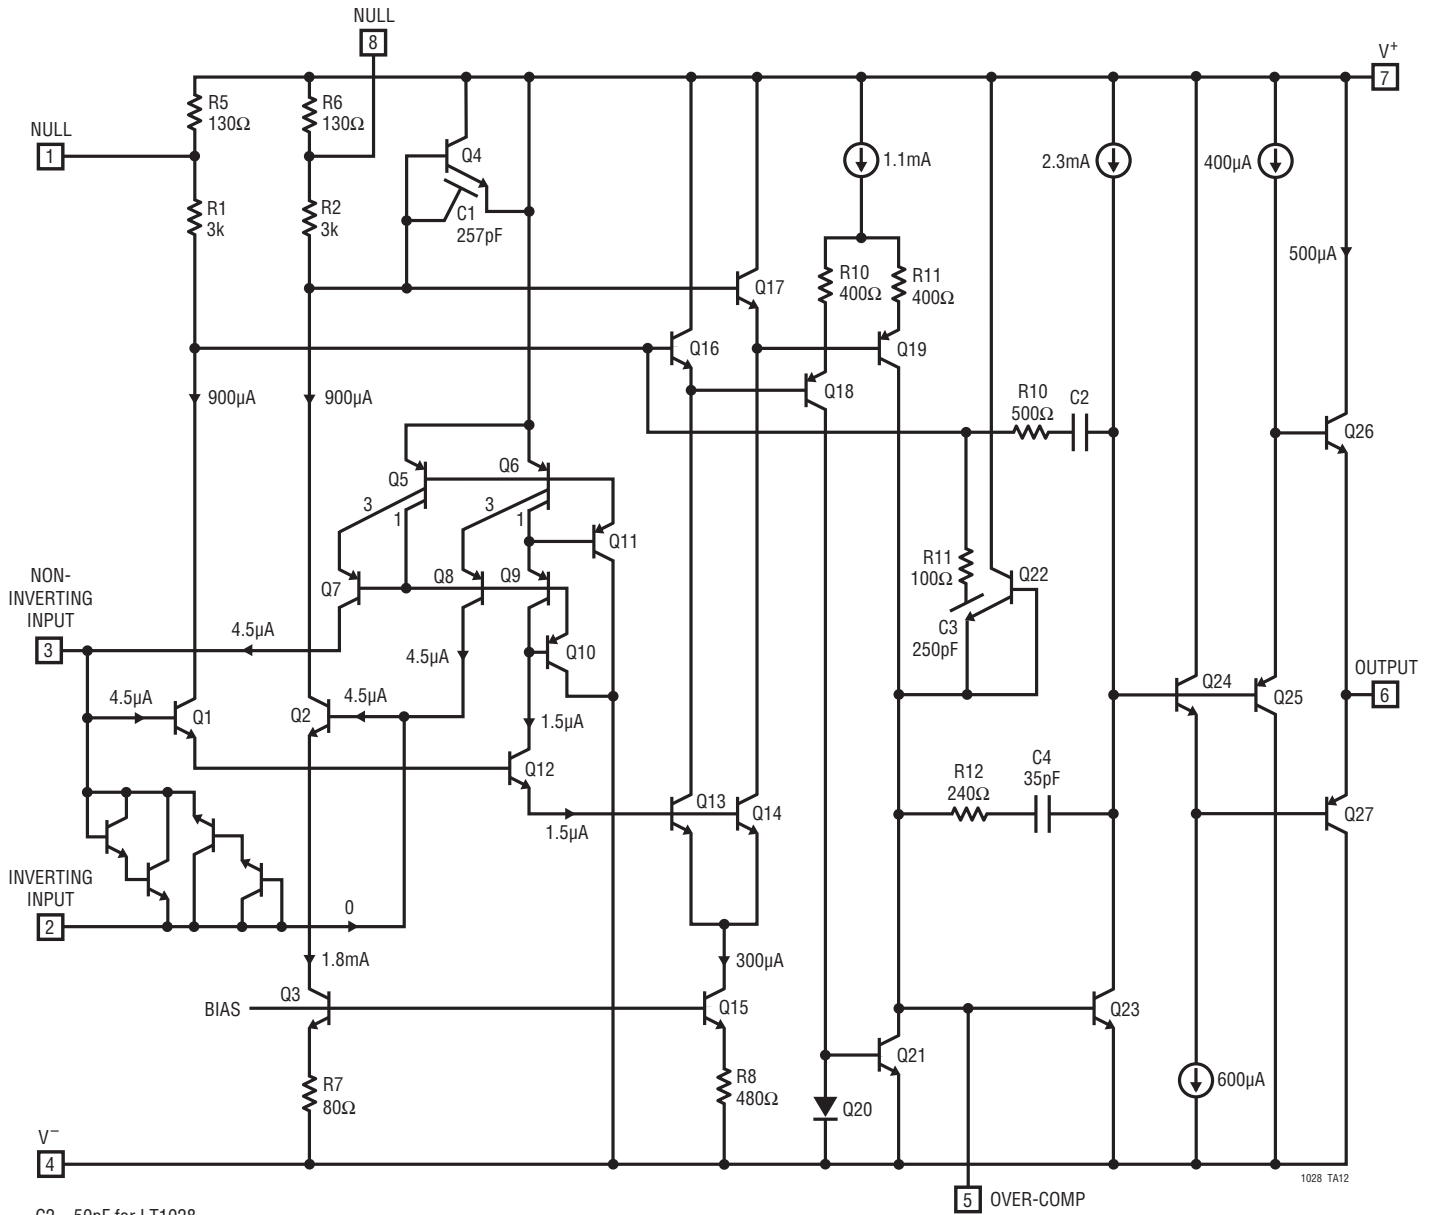 NULL
8
V+
7
R5
130Ω
R6
130Ω
NULL
1
Q4
1.1mA
2.3mA
400µA
R1
3k
R2
3k
C1
257pF
500µA
R10
400Ω
R11
400Ω
Q17
Q16
Q19
Q18
900µA
900µA
R10
500Ω
C2
Q26
Q5
Q6
3
1
3
1
Q11
R11
100Ω
Q22
NON-
INVERTING
INPUT
3
Q7
Q8
Q9
C3
250pF
4.5µA
4.5µA
Q10
OUTPUT
6
4.5µA
Q1
Q2
4.5µA
1.5µA
Q24
Q25
Q12
R12
240Ω
C4
35pF
1.5µA
Q13
Q14
Q27
INVERTING
INPUT
2
0
1.8mA
300µA
Q3
BIAS
Q15
Q23
Q21
R7
80Ω
R8
480Ω
Q20
600µA
V−
4
1028 TA12
5
OVER-COMP